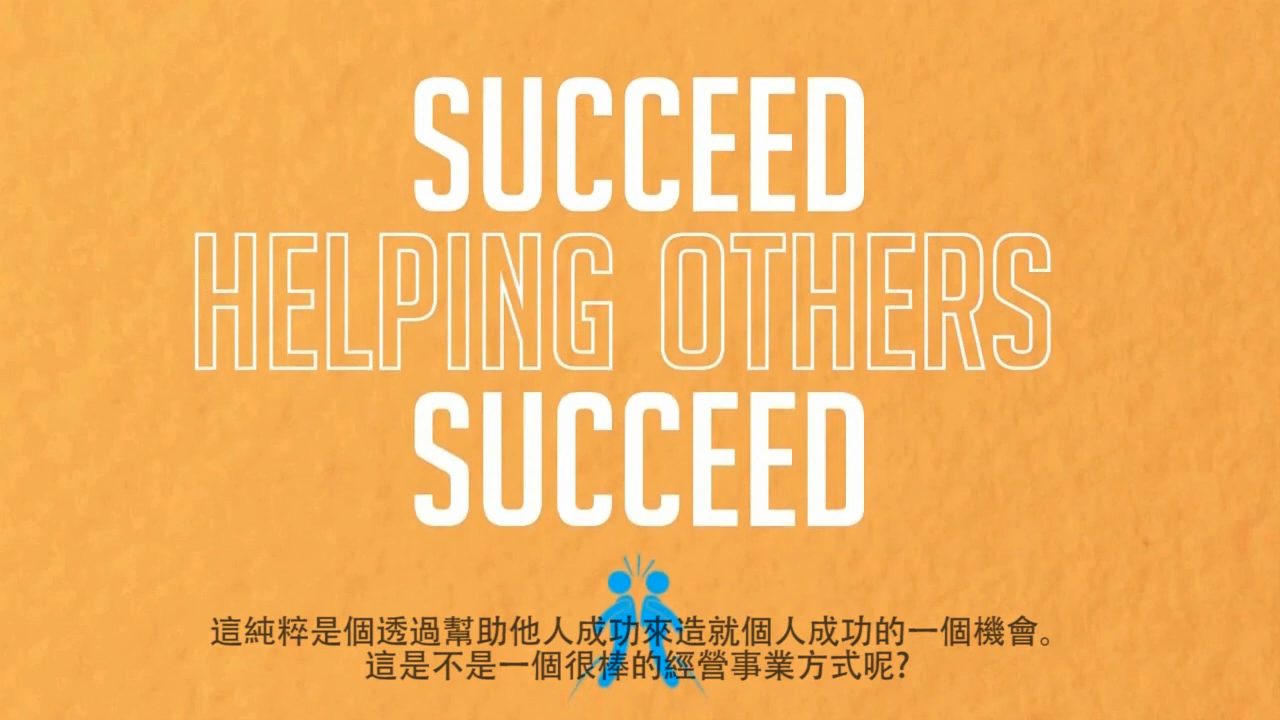 SUCCEED
HELPING OTHERS
SUCCEED
這純粹是個透過幫助他人成功來造就個人成功的一個機會。
這是不是一個很棒的經營事業方式呢?